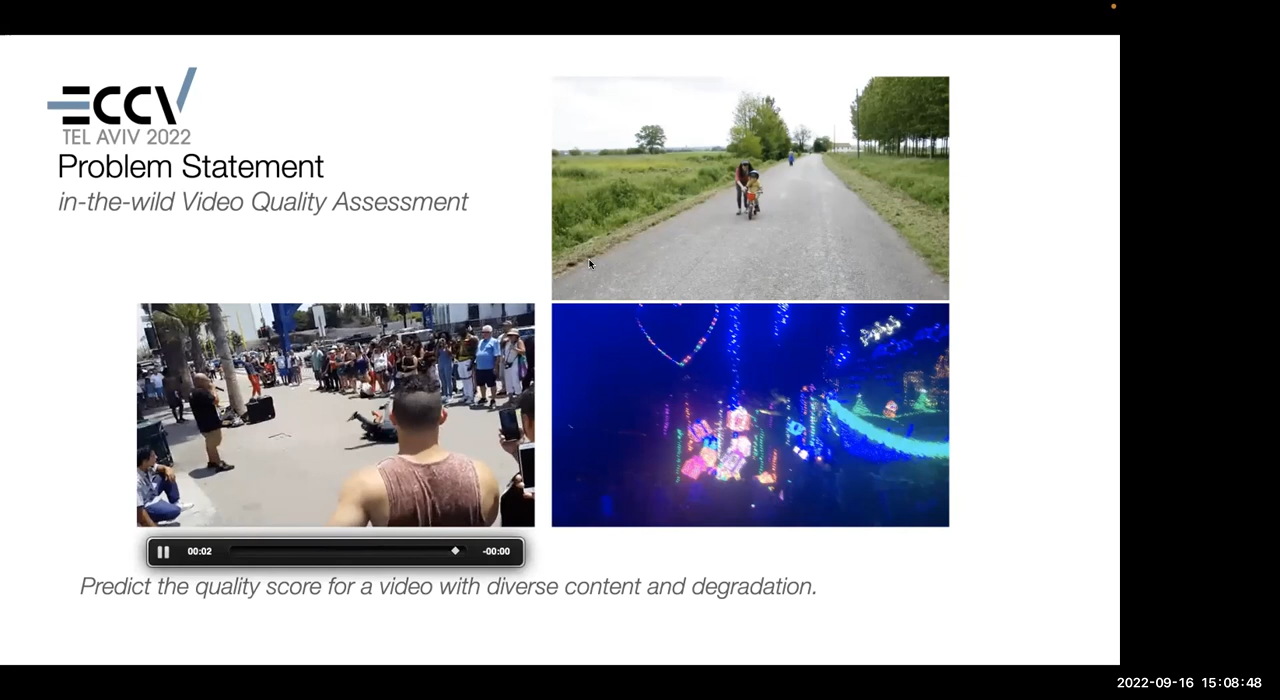 ECCV
TEL AVIV 2022
Problem Statement
in-the-wild Video Quality Assessment
00:02
-00:00
Predict the quality score for a video with diverse content and degradation.
2022-09-16 15:08:48